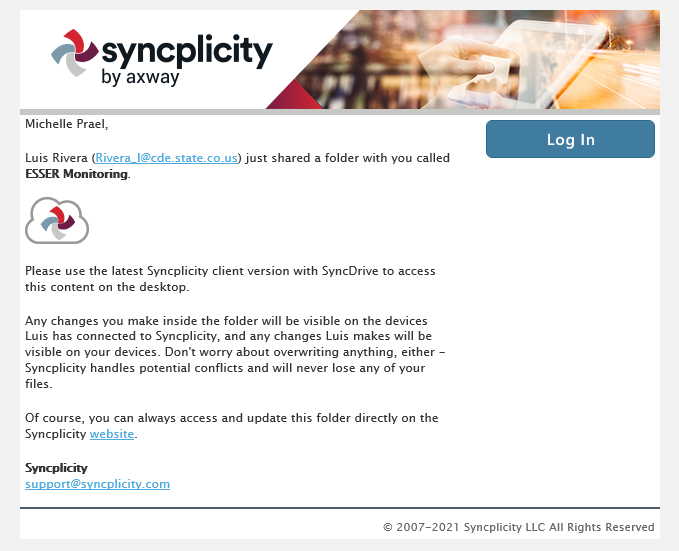 syncplicity
by axway
Michelle Prael,
Log In
Luis Rivera (Rivera_l@cde.state.co.us) just shared a folder with you called
ESSER Monitoring.
Please use the latest Syncplicity client version with SyncDrive to access
this content on the desktop.
Any changes you make inside the folder will be visible on the devices
Luis has connected to Syncplicity, and any changes Luis makes will be
visible on your devices. Don't worry about overwriting anything, either -
Syncplicity handles potential conflicts and will never lose any of your
files.
Of course, you can always access and update this folder directly on the
Syncplicity website.
Syncplicity
support@syncplicity.com
© 2007-2021 Syncplicity LLC All Rights Reserved